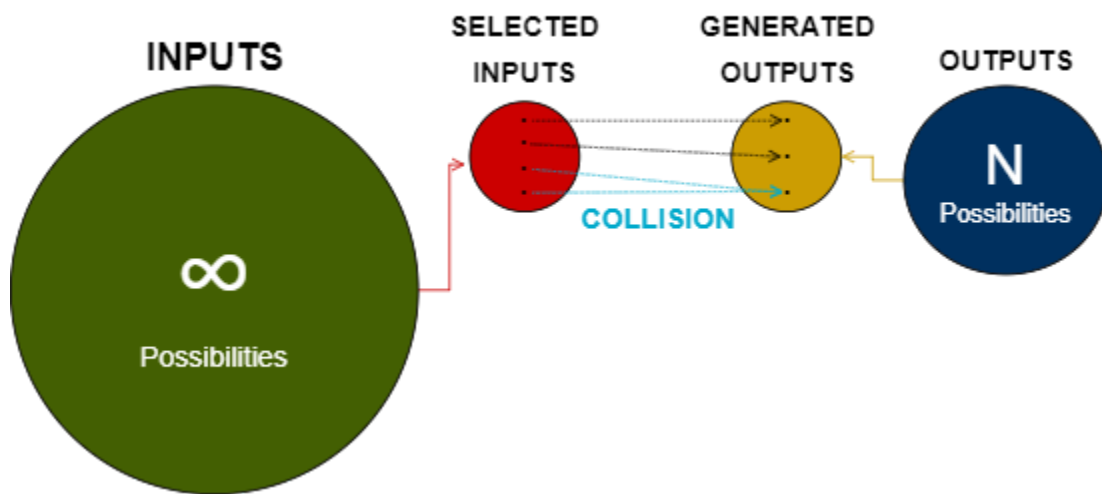 INPUTS
SELECTED
INPUTS
GENERATED
OUTPUTS
OUTPUTS
∞
Possibilities
COLLISION
N
Possibilities